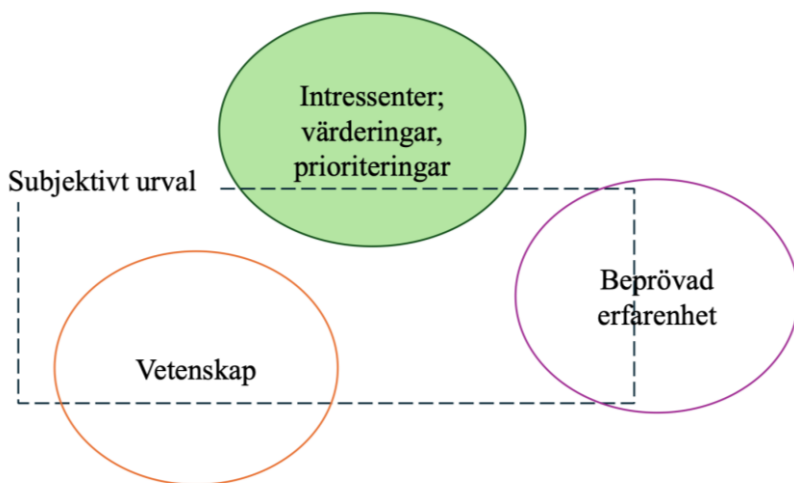 Intressenter;
värderingar,
prioriteringar
Subjektivt urval
Beprövad
erfarenhet
Vetenskap